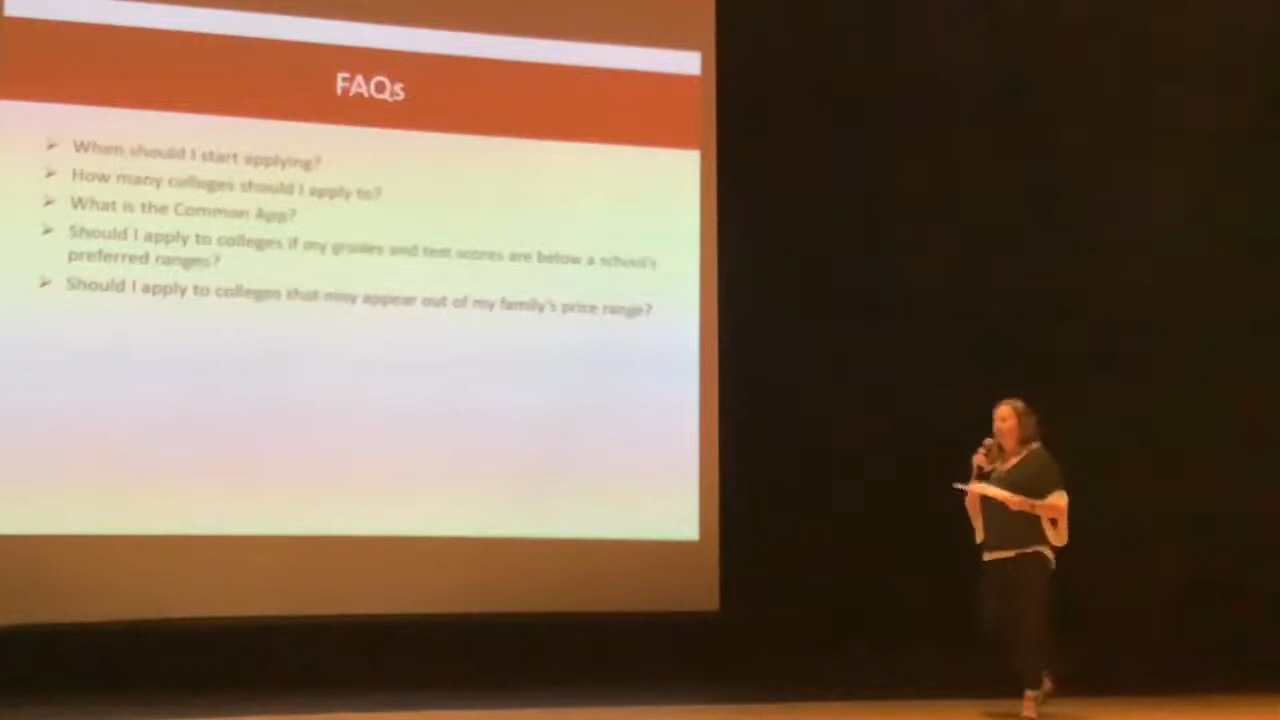 FAQs
When should I start applying?
How many colleges should I apply to?
What is the Common App?
Should I apply to colleges if my grades and test scores are below a school's
preferred ranges?
Should I apply to colleges that may appear out of my family's price range?